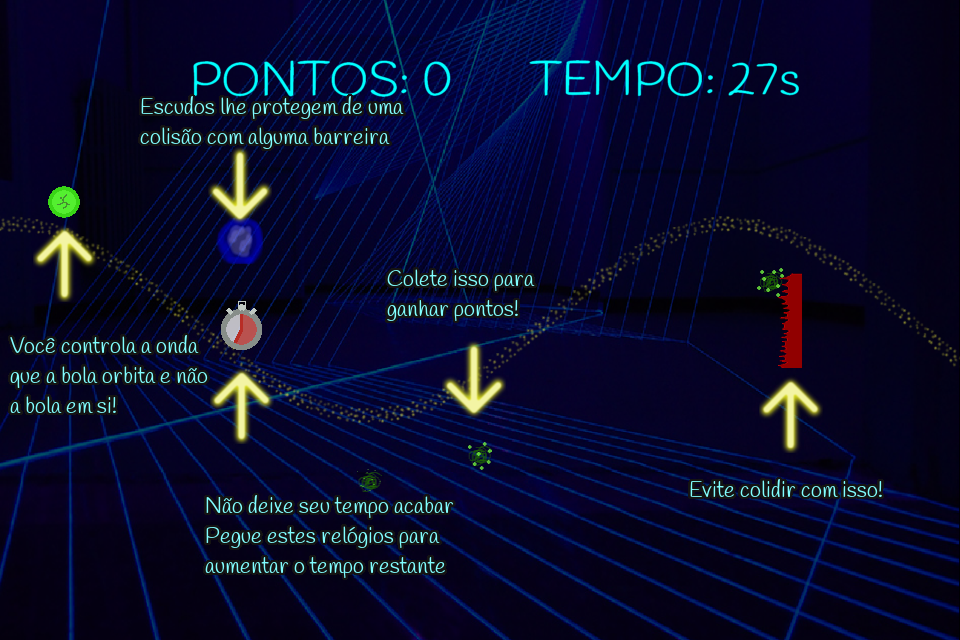 PONTOS: 0 TEMPO: 27s
Escudos lhe protegem de uma
colisão com alguma barreira
Colete isso para
ganhar pontos!
Você controla a onda
que a bola orbita e não
a bola em si!
Evite colidir com isso!
Não deixe seu tempo acabar
Pegue estes relógios para
aumentar o tempo restante